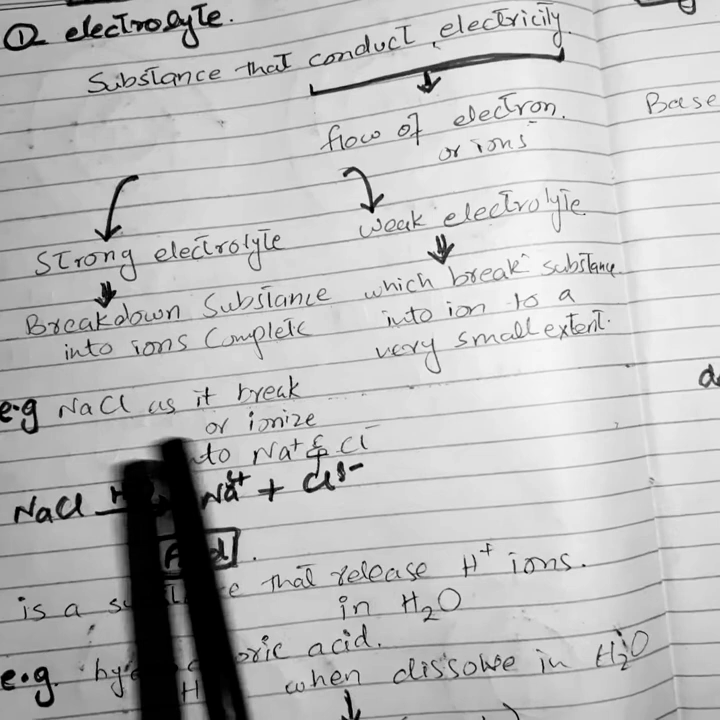 ① electrolyte.
Substance that conduct electricity.
flow of electron.
or ions
Base
Strong electrolyte
weak electrolyte
Breakdown Substance
into ions Complete
which break substance
into ion to a
very small extent.
e.g NaCl as it break
or ionize
to Na+ & Cl-
NaCl Na+ + Cl-
is a that release H+ ions.
in H2O
e.g. acid.
when dissolve in H2O